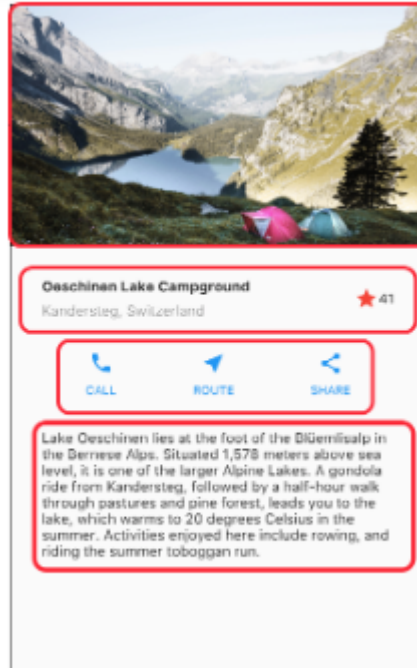 Oeschinen Lake Campground
Kandersteg, Switzerland
41
CALL
ROUTE
SHARE
Lake Oeschinen lies at the foot of the Blüemlisalp in
the Bernese Alps. Situated 1,578 meters above sea
level, it is one of the larger Alpine Lakes. A gondola
ride from Kandersteg, followed by a half-hour walk
through pastures and pine forest, leads you to the
lake, which warms to 20 degrees Celsius in the
summer. Activities enjoyed here include rowing, and
riding the summer toboggan run.